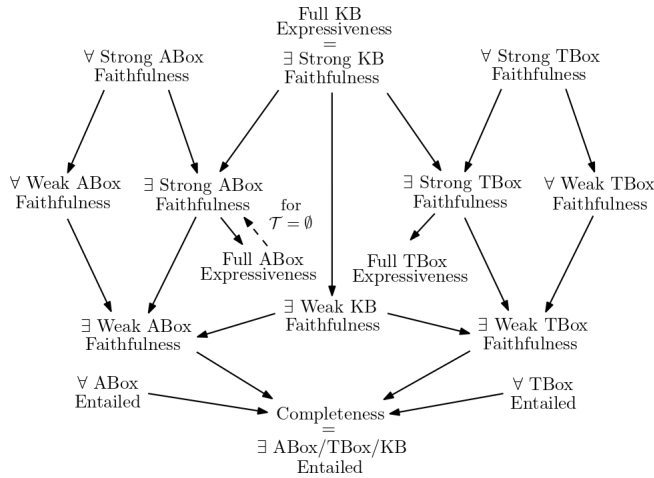 Full KB
Expressiveness
=
∃ Strong KB
Faithfulness
∀ Strong ABox
Faithfulness
∀ Strong TBox
Faithfulness
∀ Weak ABox
Faithfulness
∃ Strong ABox
Faithfulness
for
𝒯 = ∅
∃ Strong TBox
Faithfulness
∀ Weak TBox
Faithfulness
Full ABox
Expressiveness
Full TBox
Expressiveness
∃ Weak ABox
Faithfulness
∃ Weak KB
Faithfulness
∃ Weak TBox
Faithfulness
∀ ABox
Entailed
∀ TBox
Entailed
Completeness
=
∃ ABox/TBox/KB
Entailed